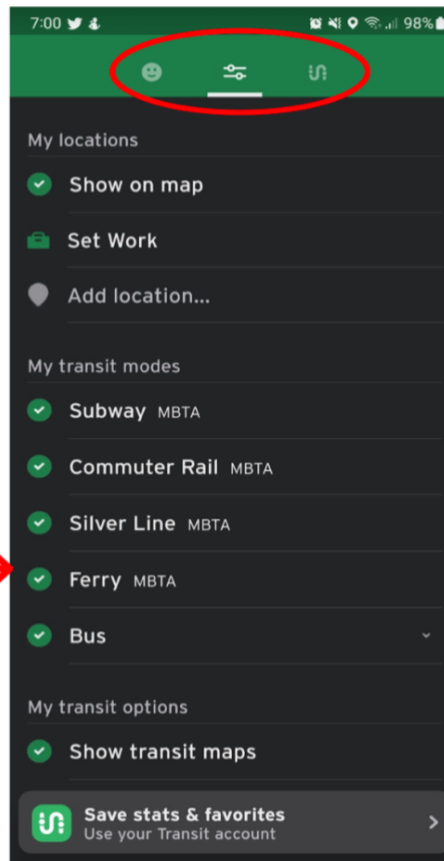 7:00 98%
My locations
Show on map
Set Work
Add location...
My transit modes
Subway MBTA
Commuter Rail MBTA
Silver Line MBTA
Ferry MBTA
Bus
My transit options
Show transit maps
Save stats & favorites
Use your Transit account